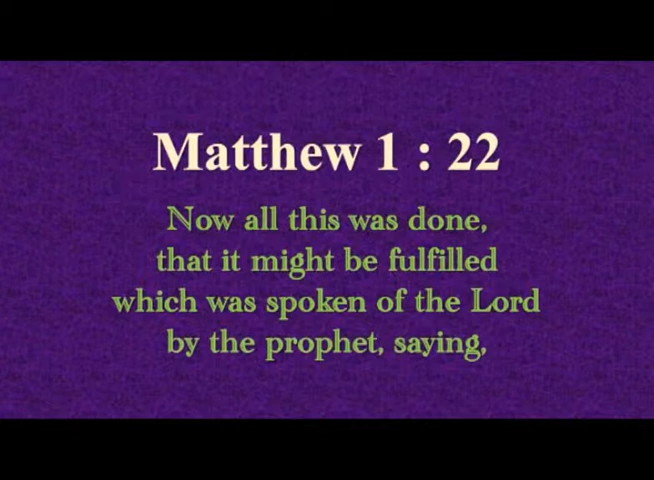 Matthew 1 : 22
Now all this was done,
that it might be fulfilled
which was spoken of the Lord
by the prophet, saying,